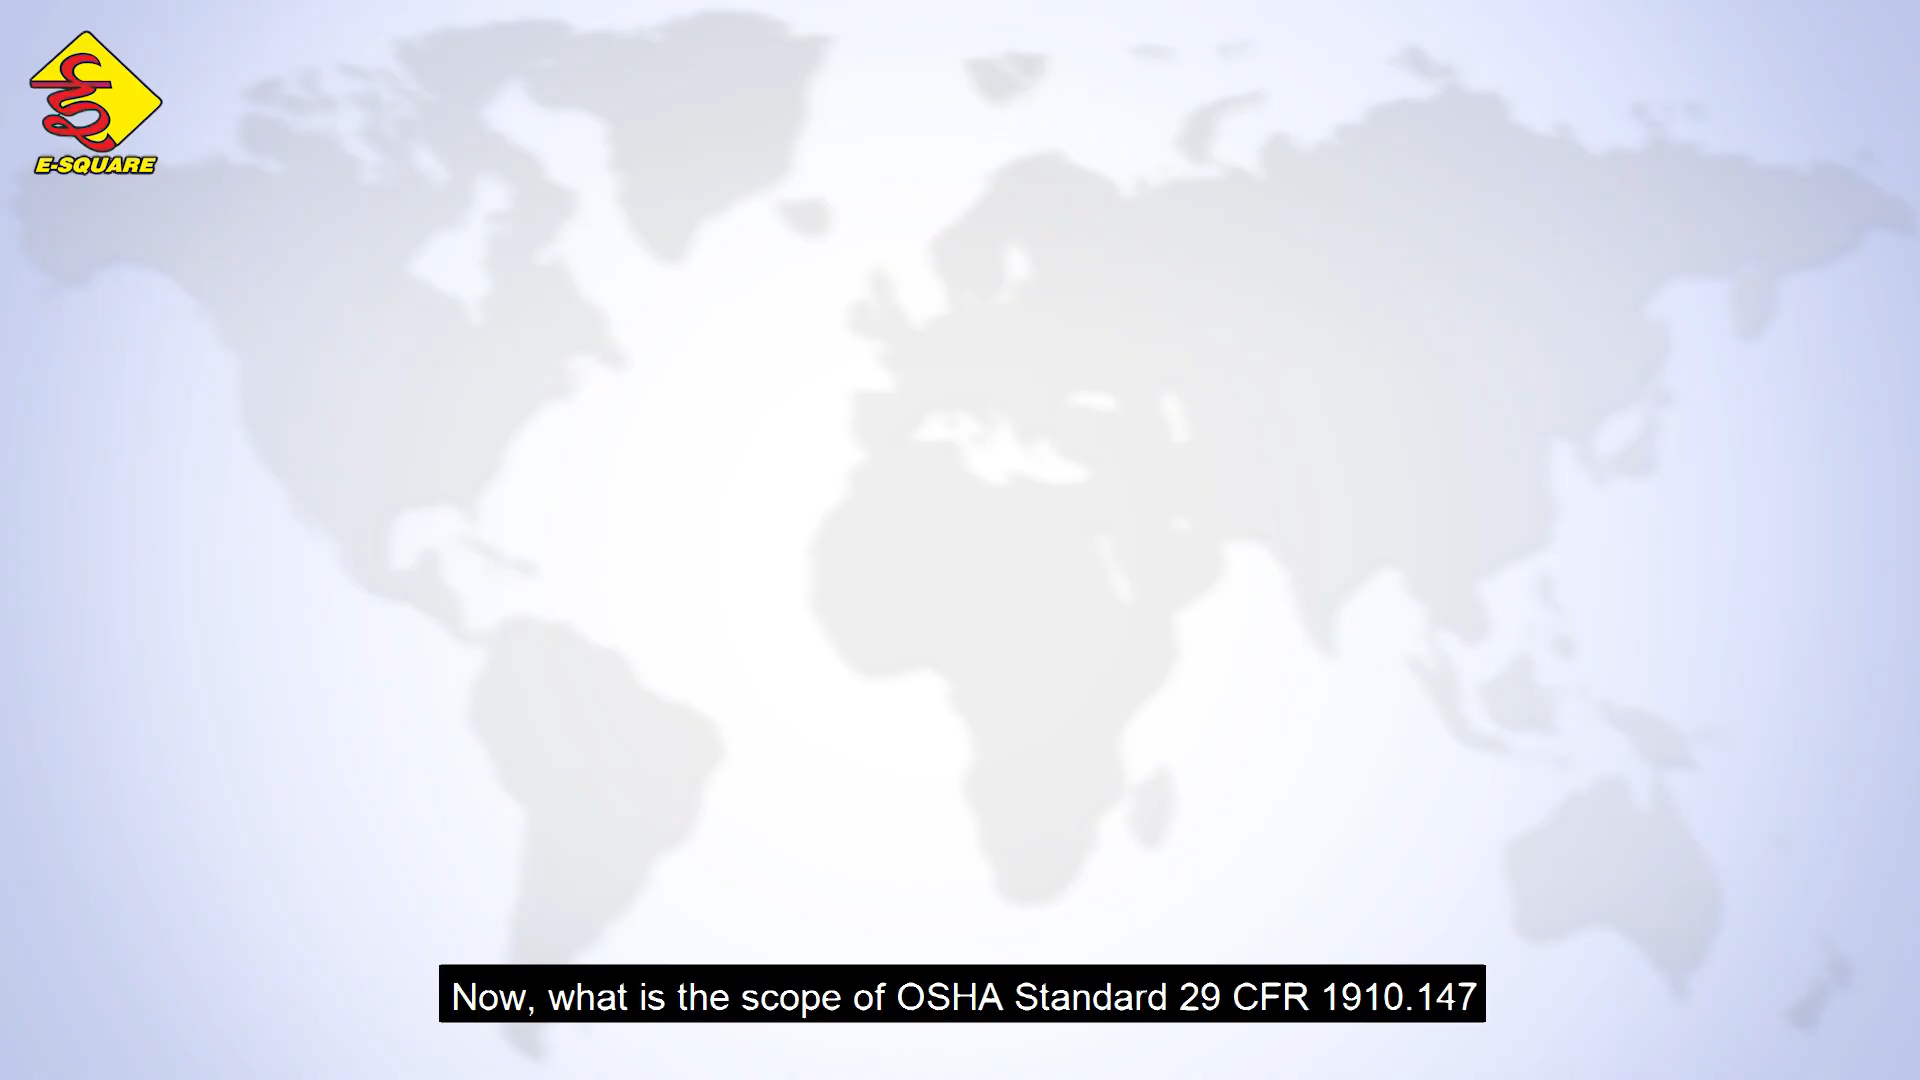 E-SQUARE
Now, what is the scope of OSHA Standard 29 CFR 1910.147